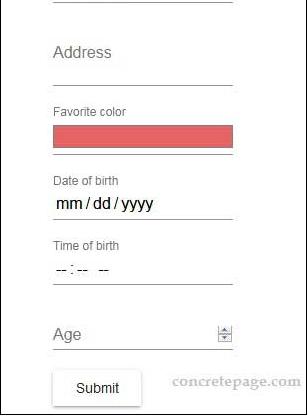 Address
Favorite color
Date of birth
mm/dd/yyyy
Time of birth
--:-- --
Age
Submit
concretepage.com